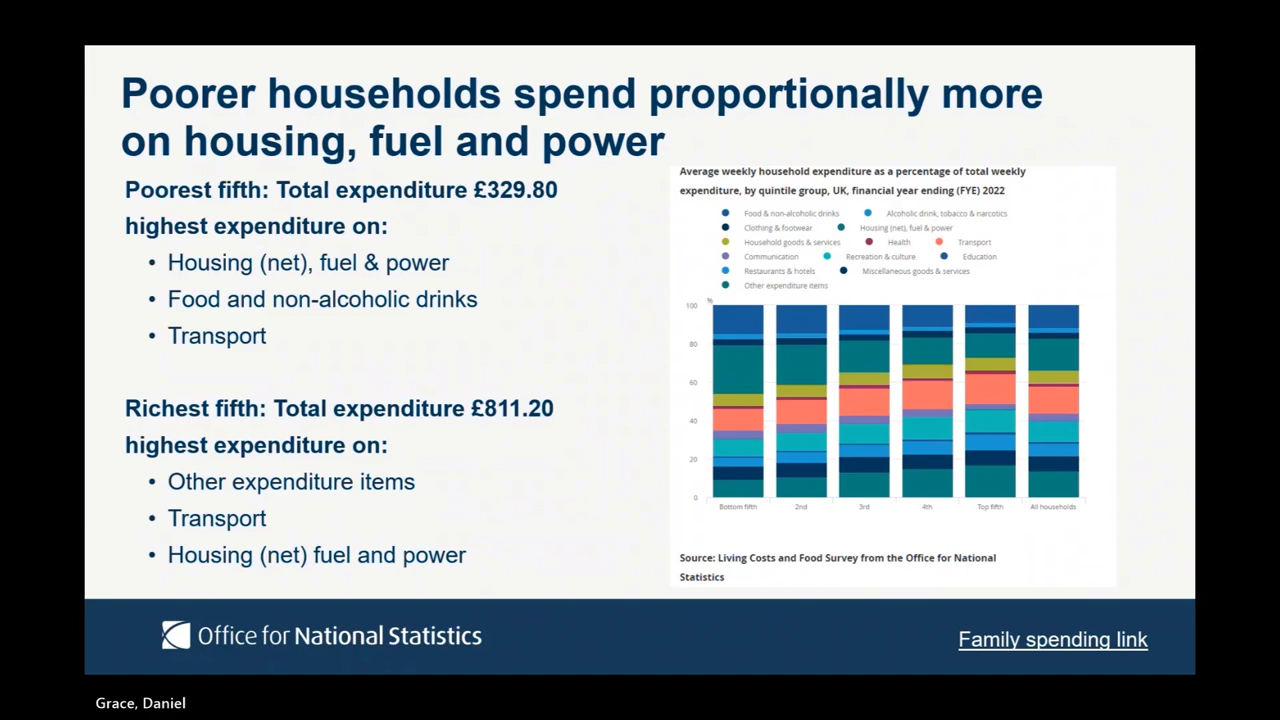 Poorer households spend proportionally more
on housing, fuel and power
Poorest fifth: Total expenditure £329.80
highest expenditure on:
• Housing (net), fuel & power
• Food and non-alcoholic drinks
• Transport
Richest fifth: Total expenditure £811.20
highest expenditure on:
• Other expenditure items
• Transport
• Housing (net) fuel and power
Average weekly household expenditure as a percentage of total weekly
expenditure, by quintile group, UK, financial year ending (FYE) 2022
Food & non-alcoholic drinks Alcoholic drink, tobacco & narcotics
Clothing & footwear Housing (net), fuel & power
Household goods & services Health Transport
Communication Recreation & culture Education
Restaurants & hotels Miscellaneous goods & services
Other expenditure items
%
100
80
60
40
20
0
Bottom fifth 2nd 3rd 4th Top fifth All households
Source: Living Costs and Food Survey from the Office for National
Statistics
Office for National Statistics
Family spending link
Grace, Daniel